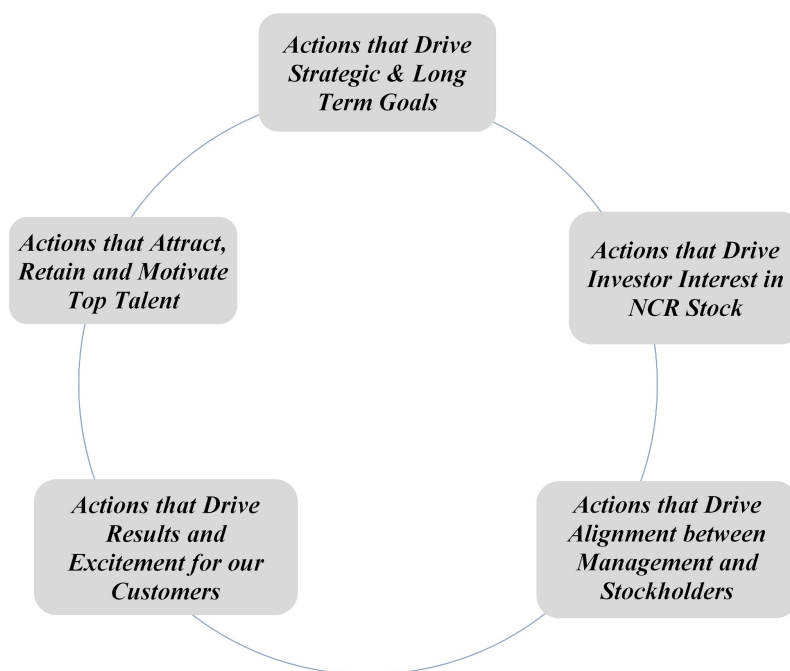 Actions that Drive
Strategic & Long
Term Goals
Actions that Attract,
Retain and Motivate
Top Talent
Actions that Drive
Investor Interest in
NCR Stock
Actions that Drive
Results and
Excitement for our
Customers
Actions that Drive
Alignment between
Management and
Stockholders